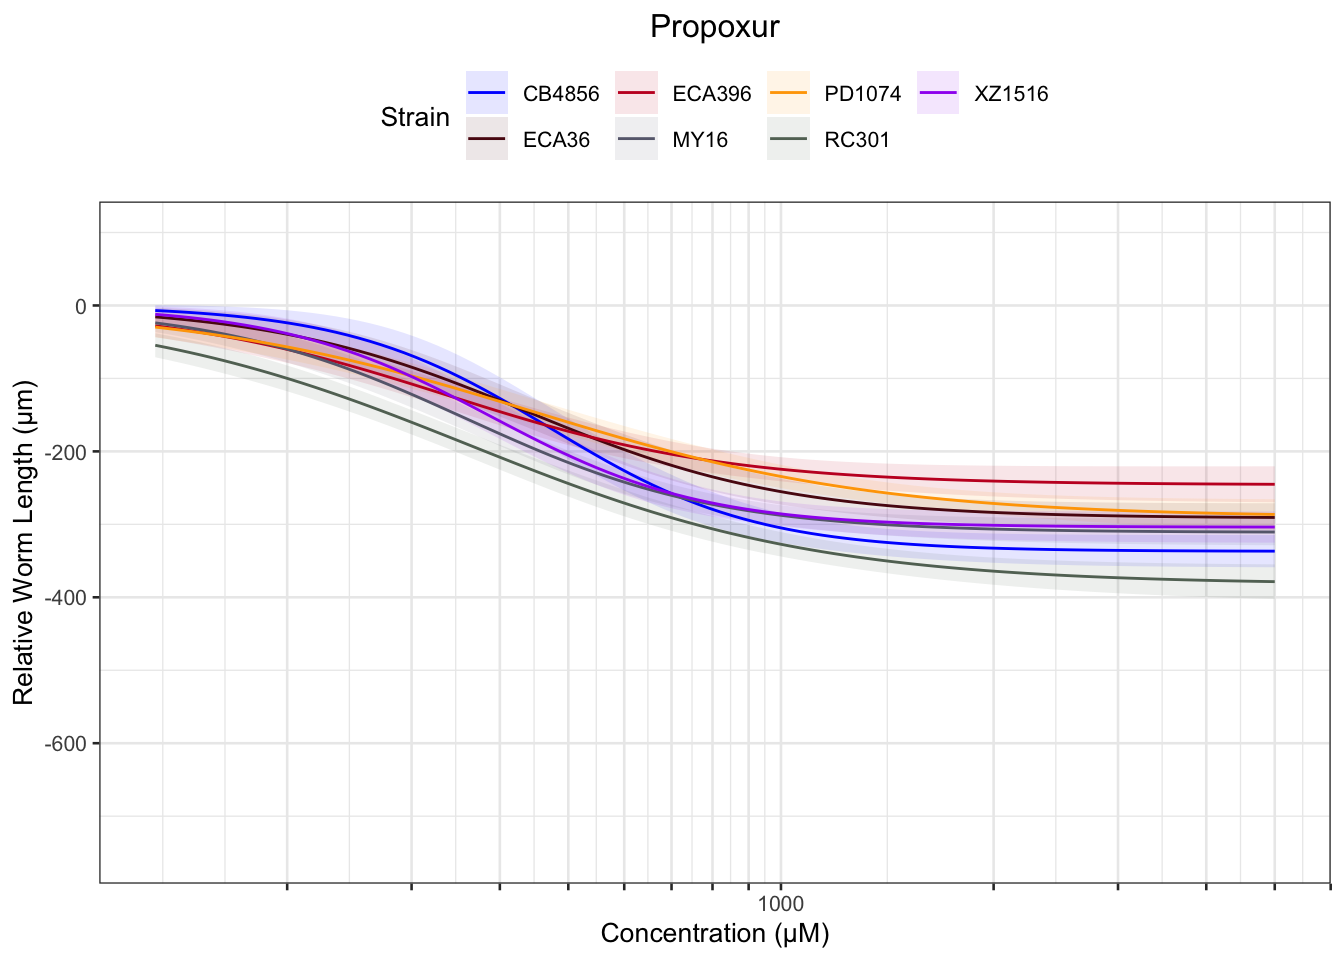 Propoxur
Strain
CB4856
ECA396
PD1074
XZ1516
ECA36
MY16
RC301
Relative Worm Length (µm)
0
-200
-400
-600
1000
Concentration (µM)